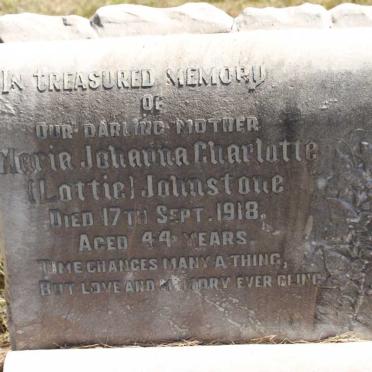 In Treasured Memory
of
Our Darling Mother
Maria Johanna Charlotte
(Lottie) Johnstone
Died 17th Sept. 1918.
Aged 44 Years.
Time changes many a thing,
But love and memory ever cling.